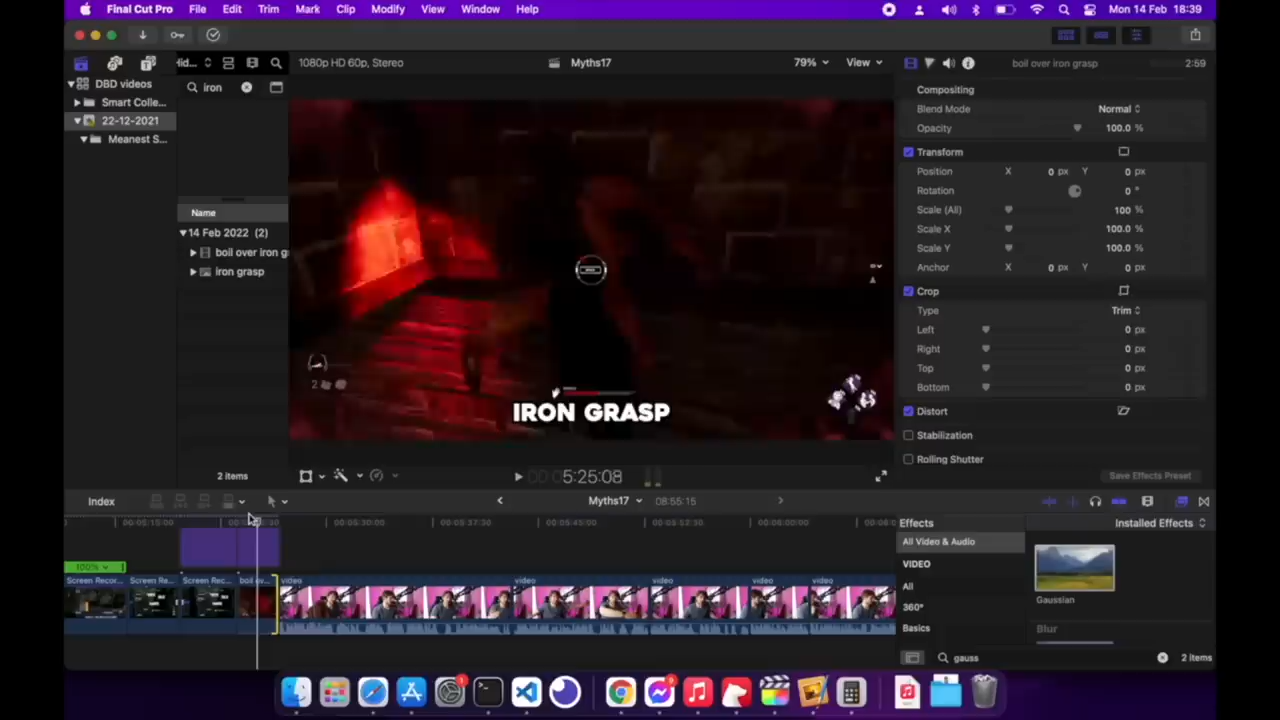 Final Cut Pro File Edit Trim Mark Clip Modify View Window Help Mon 14 Feb 18:39
1080p HD 60p, Stereo Myths17 79% View boil over iron grasp 2:59
DBD videos
Smart Colle...
22-12-2021
Meanest S...
iron
Name
14 Feb 2022 (2)
boil over iron g
iron grasp
2 items
2
IRON GRASP
5:25:08
Compositing
Blend Mode Normal
Opacity 100.0 %
Transform
Position X 0 px Y 0 px
Rotation 0 °
Scale (All) 100 %
Scale X 100.0 %
Scale Y 100.0 %
Anchor X 0 px Y 0 px
Crop
Type Trim
Left 0 px
Right 0 px
Top 0 px
Bottom 0 px
Distort
Stabilization
Rolling Shutter
Save Effects Preset
Index Myths17 08:55:15
00:05:15:00 00:05:30:00 00:05:37:30 00:05:45:00 00:05:52:30 00:06:00:00
100%
Screen Recor... Screen Re... Screen Rec... boil ov... video video video video video
Effects Installed Effects
All Video & Audio
VIDEO
All
360°
Basics
Gaussian
Blur
gauss 2 items